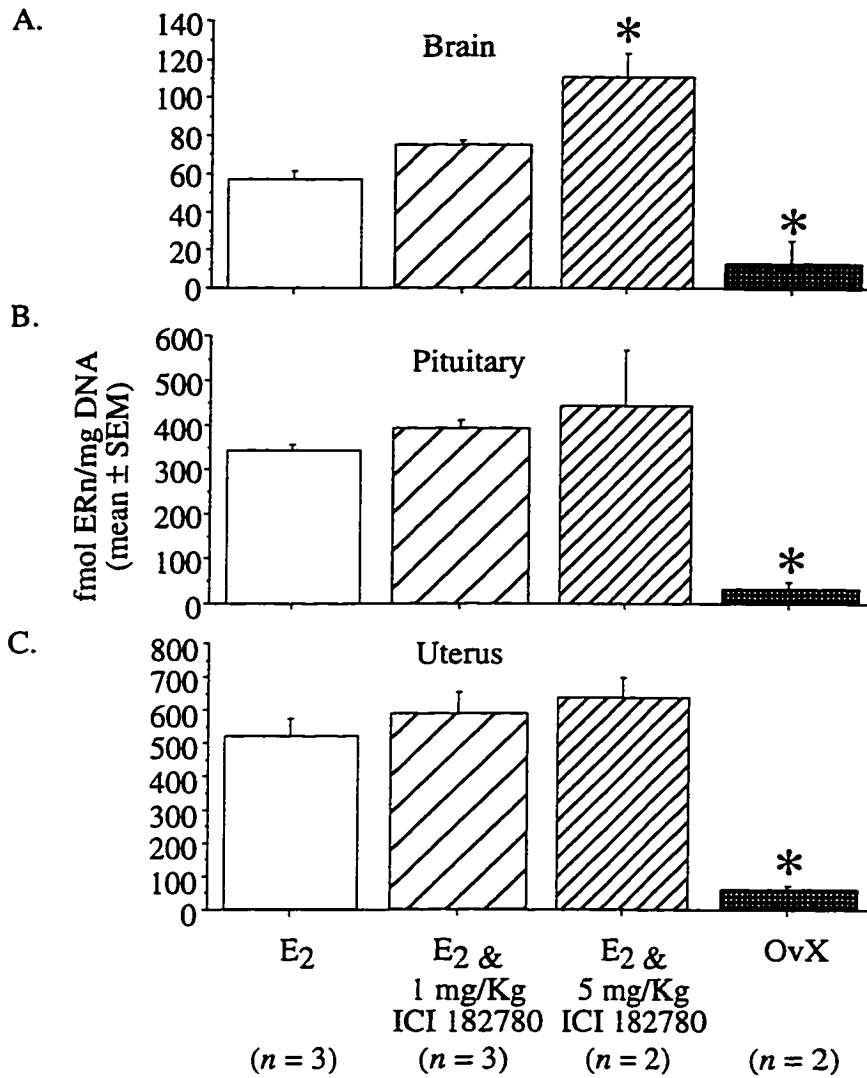 A.
Brain
140
120
100
80
60
40
20
0
*
*
B.
Pituitary
600
500
400
300
200
100
0
*
fmol ERn/mg DNA
(mean ± SEM)
C.
Uterus
800
700
600
500
400
300
200
100
0
*
E2
E2 &
1 mg/Kg
ICI 182780
E2 &
5 mg/Kg
ICI 182780
OvX
(n = 3)
(n = 3)
(n = 2)
(n = 2)